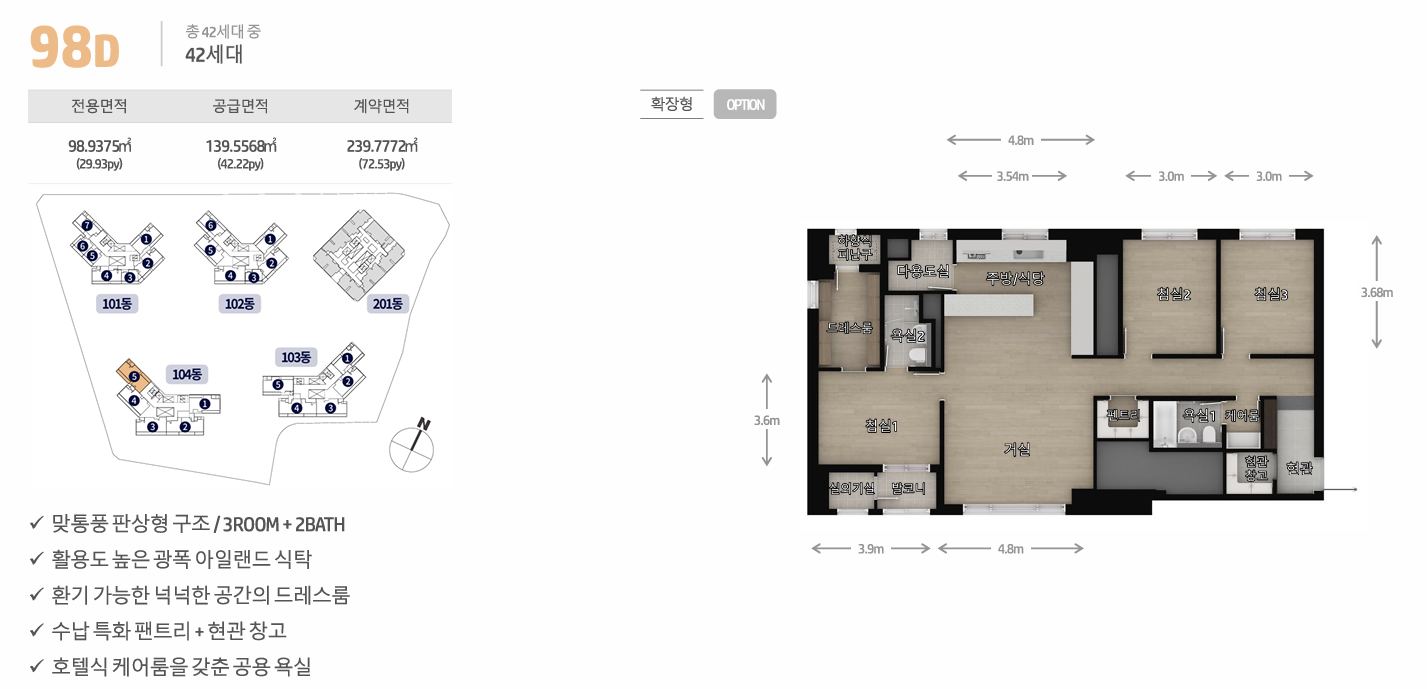 98D
총 42세대 중
42세대
전용면적 공급면적 계약면적
98.9375㎡ 139.5568㎡ 239.7772㎡
(29.93py) (42.22py) (72.53py)
7 6 5 4 3 2 1
101동
6 5 4 3 2 1
102동
201동
103동
1 2 3 4 5
104동
5 4 3 2 1
N
✓ 맞통풍 판상형 구조 / 3ROOM + 2BATH
✓ 활용도 높은 광폭 아일랜드 식탁
✓ 환기 가능한 넉넉한 공간의 드레스룸
✓ 수납 특화 팬트리 + 현관 창고
✓ 호텔식 케어룸을 갖춘 공용 욕실
확장형 OPTION
4.8m
3.54m 3.0m 3.0m
하향식
피난구
다용도실
주방/식당
침실2
침실3
3.68m
드레스룸
욕실2
3.6m
침실1
거실
팬트리
욕실1
케어룸
현관
창고
현관
실외기실
발코니
3.9m 4.8m